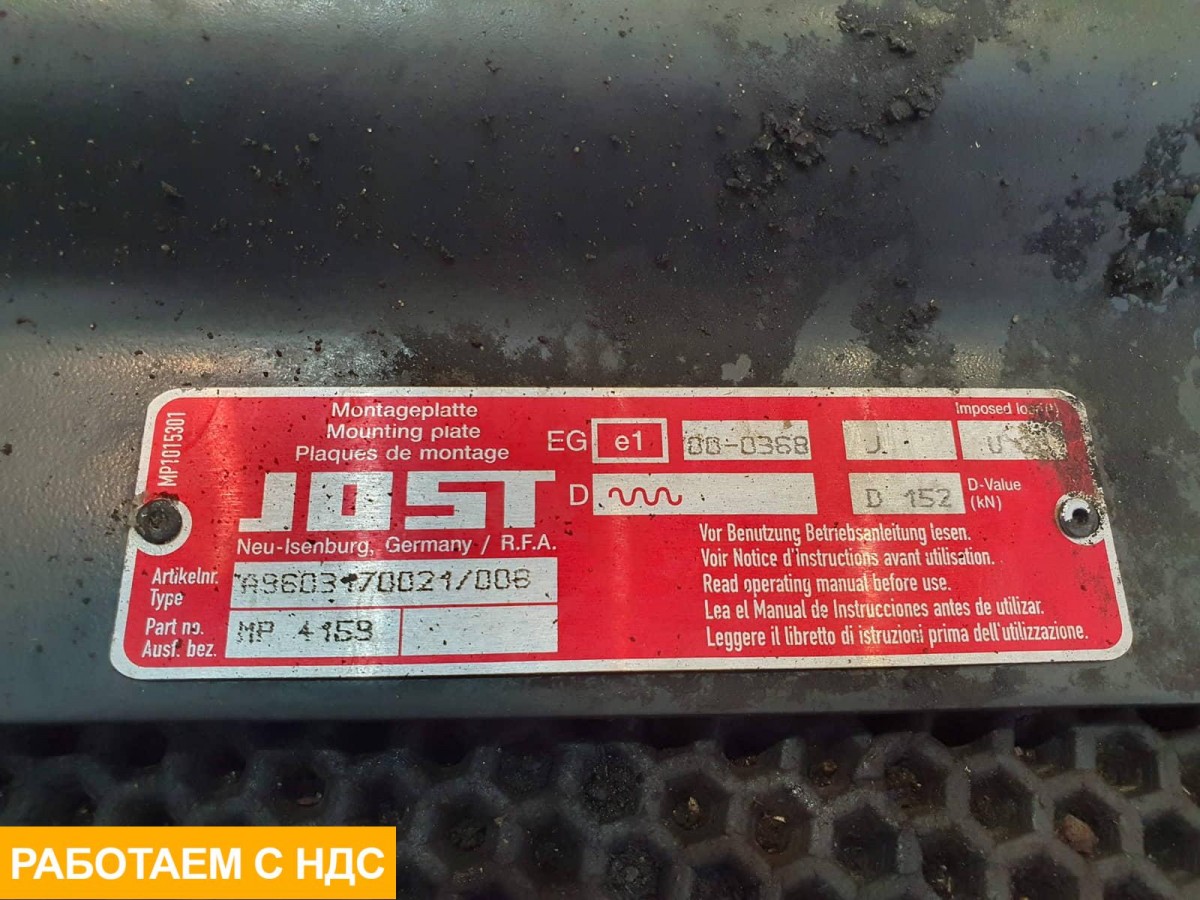 MP1015301
Montageplatte
Mounting plate
Plaques de montage
JOST
Neu-Isenburg, Germany / R.F.A.
Artikelnr.
Type
A9603170021/006
Part no.
Ausf. bez.
MP 4159
EG e1 00-0368 J
Imposed
D
D 152 D-Value
(kN)
Vor Benutzung Betriebsanleitung lesen.
Voir Notice d'instructions avant utilisation.
Read operating manual before use.
Lea el Manual de Instrucciones antes de utilizar.
Leggere il libretto di istruzioni prima dell'utilizzazione.
РАБОТАЕМ С НДС